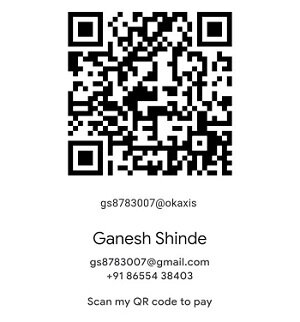 gs8783007@okaxis
Ganesh Shinde
gs8783007@gmail.com
+91 86554 38403
Scan my QR code to pay